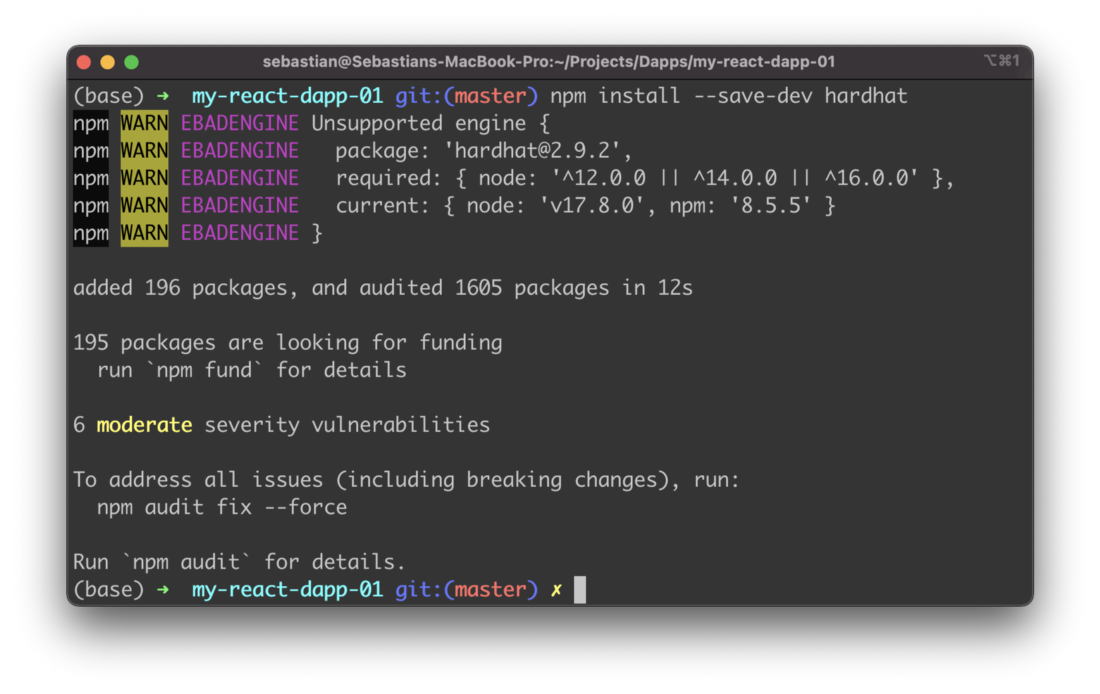 sebastian@Sebastians-MacBook-Pro:~/Projects/Dapps/my-react-dapp-01 ⌥⌘1
(base) → my-react-dapp-01 git:(master) npm install --save-dev hardhat
npm WARN EBADENGINE Unsupported engine {
npm WARN EBADENGINE   package: 'hardhat@2.9.2',
npm WARN EBADENGINE   required: { node: '^12.0.0 || ^14.0.0 || ^16.0.0' },
npm WARN EBADENGINE   current: { node: 'v17.8.0', npm: '8.5.5' }
npm WARN EBADENGINE }
added 196 packages, and audited 1605 packages in 12s
195 packages are looking for funding
  run `npm fund` for details
6 moderate severity vulnerabilities
To address all issues (including breaking changes), run:
  npm audit fix --force
Run `npm audit` for details.
(base) → my-react-dapp-01 git:(master) ✗